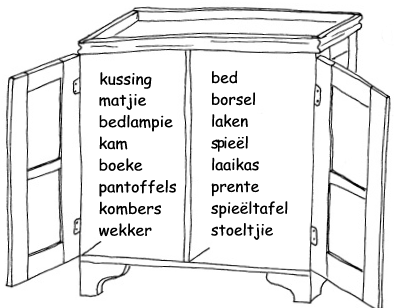 kussing
matjie
bedlampie
kam
boeke
pantoffels
kombers
wekker
bed
borsel
laken
spieël
laaikas
prente
spieëltafel
stoeltjie